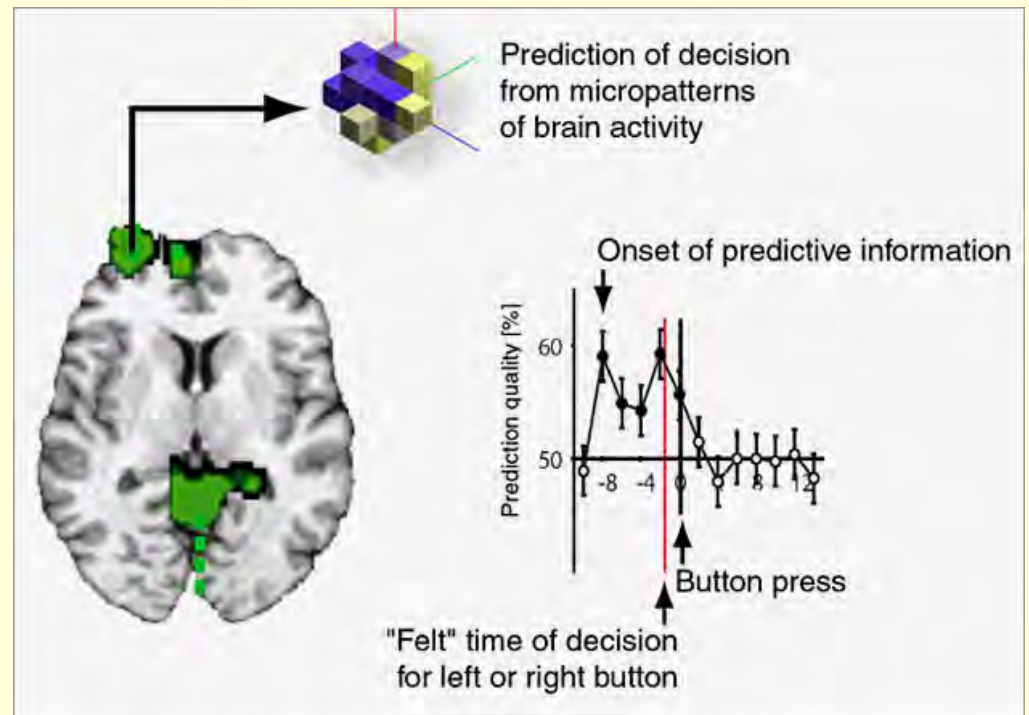 Prediction of decision
from micropatterns
of brain activity
Onset of predictive information
Prediction quality [%]
60
50
-8
-4
0
8
12
Button press
"Felt" time of decision
for left or right button